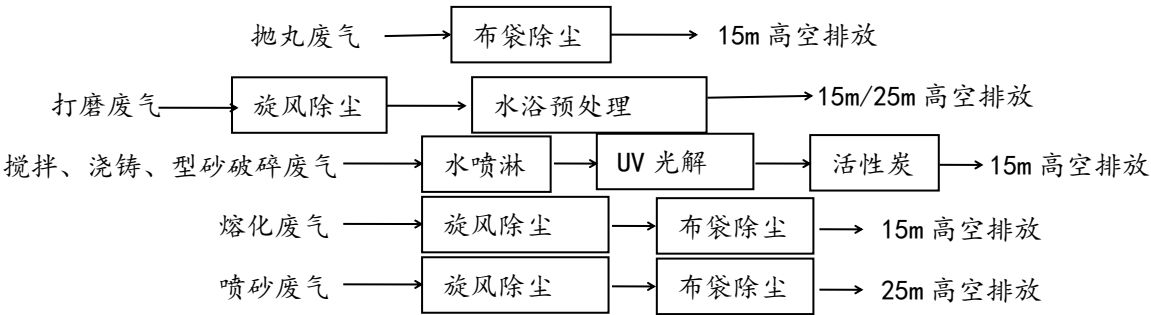 抛丸废气 布袋除尘 15m 高空排放
打磨废气 旋风除尘 水浴预处理 15m/25m 高空排放
搅拌、浇铸、型砂破碎废气 水喷淋 UV 光解 活性炭 15m 高空排放
熔化废气 旋风除尘 布袋除尘 15m 高空排放
喷砂废气 旋风除尘 布袋除尘 25m 高空排放